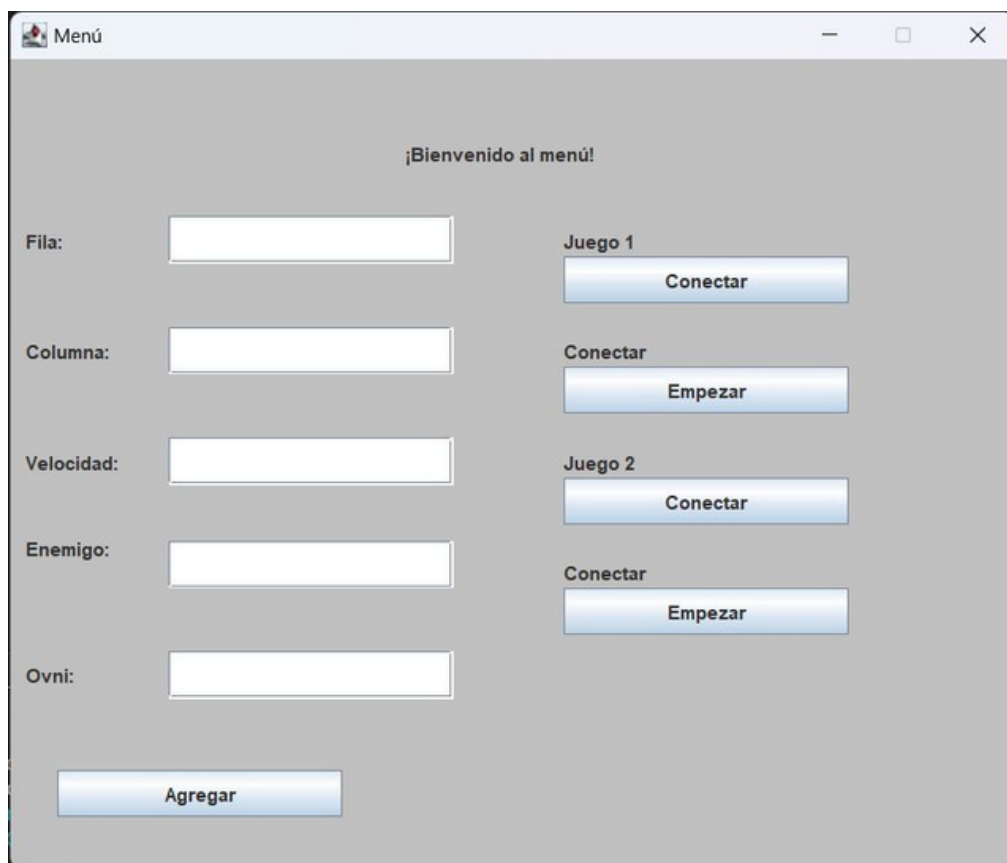 Menú
¡Bienvenido al menú!
Fila:
Juego 1
Conectar
Columna:
Conectar
Empezar
Velocidad:
Juego 2
Conectar
Enemigo:
Conectar
Empezar
Ovni:
Agregar